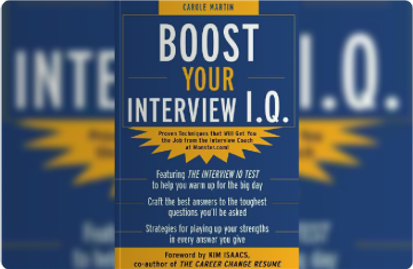 CAROLE MARTIN
BOOST
YOUR
INTERVIEW I.Q.
Proven Techniques that Will Get You
the Job from the Interview Coach
at Monster.com!
Featuring THE INTERVIEW IQ TEST
to help you warm up for the big day
Craft the best answers to the toughest
questions you'll be asked
Strategies for playing up your strengths
in every answer you give
Foreword by KIM ISAACS,
co-author of THE CAREER CHANGE RESUME